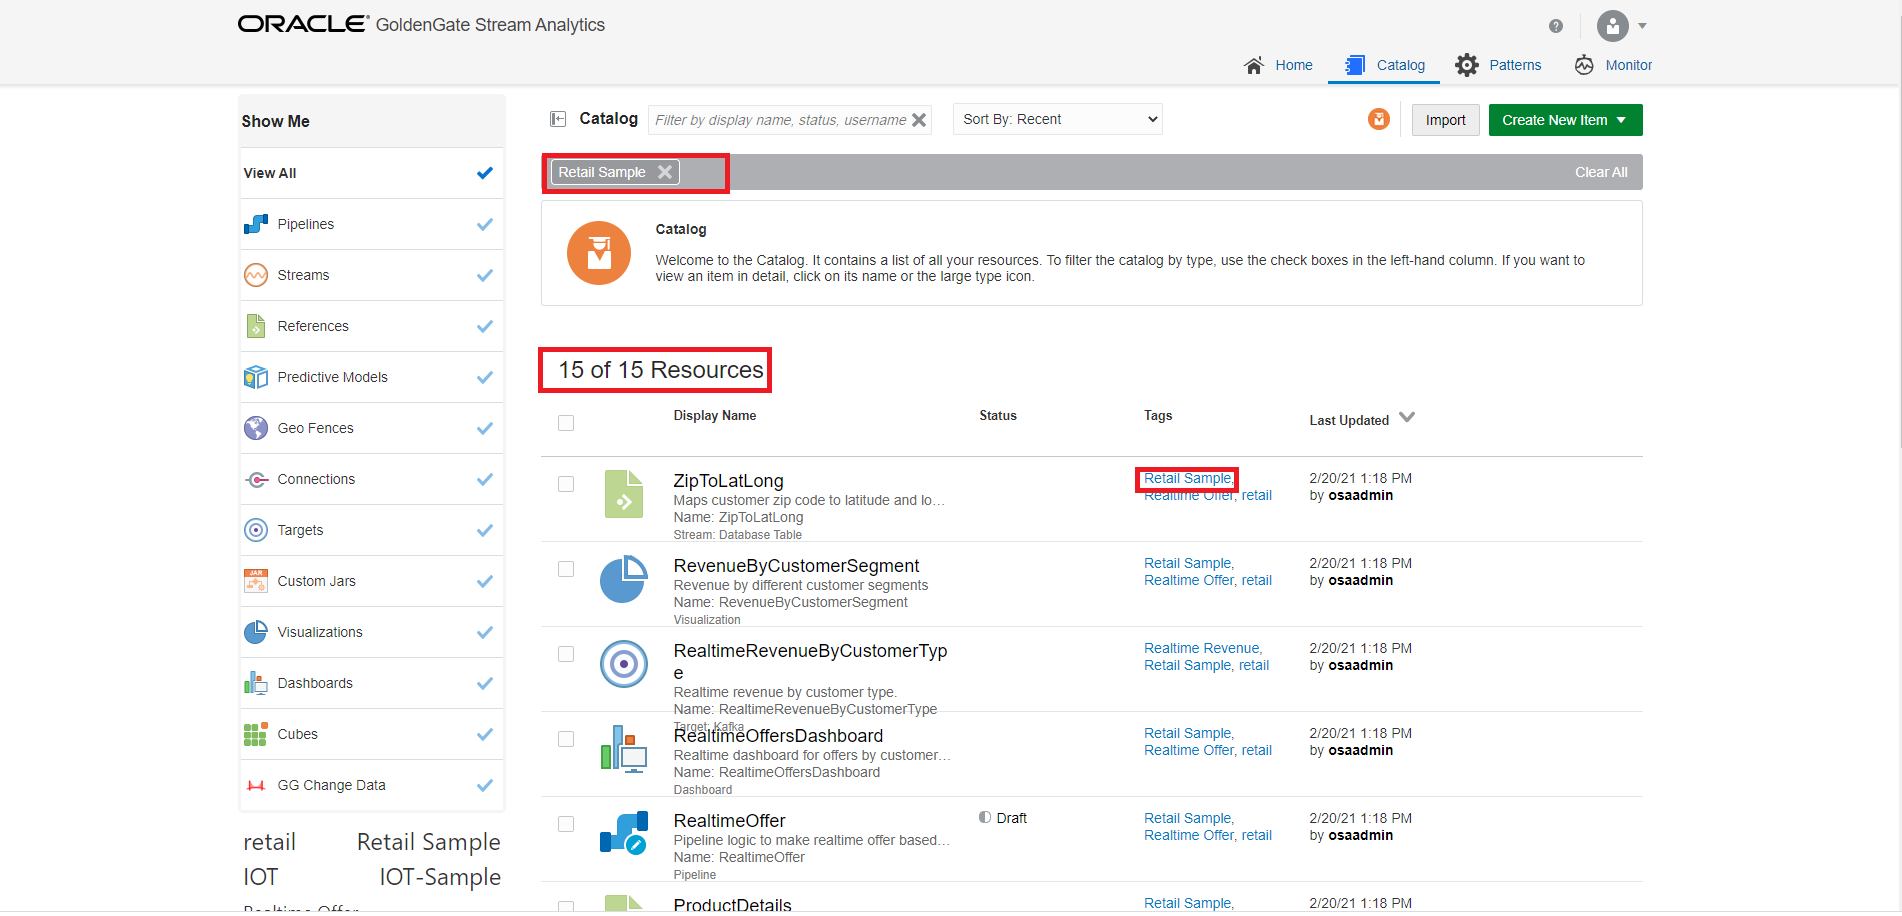 ORACLE® GoldenGate Stream Analytics
Home
Catalog
Patterns
Monitor
Show Me
View All
Pipelines
Streams
References
Predictive Models
Geo Fences
Connections
Targets
JAR
Custom Jars
Visualizations
Dashboards
Cubes
GG Change Data
retail Retail Sample
IOT IOT-Sample
Realtime Offer
Catalog
Filter by display name, status, username
Sort By: Recent
Import
Create New Item
Retail Sample
Clear All
Catalog
Welcome to the Catalog. It contains a list of all your resources. To filter the catalog by type, use the check boxes in the left-hand column. If you want to
view an item in detail, click on its name or the large type icon.
15 of 15 Resources
Display Name Status Tags Last Updated
ZipToLatLong
Maps customer zip code to latitude and lo…
Name: ZipToLatLong
Stream: Database Table
Retail Sample,
Realtime Offer, retail
2/20/21 1:18 PM
by osaadmin
RevenueByCustomerSegment
Revenue by different customer segments
Name: RevenueByCustomerSegment
Visualization
Retail Sample,
Realtime Offer, retail
2/20/21 1:18 PM
by osaadmin
RealtimeRevenueByCustomerTyp
e
Realtime revenue by customer type.
Name: RealtimeRevenueByCustomerType
Target: Kafka
Realtime Revenue,
Retail Sample, retail
2/20/21 1:18 PM
by osaadmin
RealtimeOffersDashboard
Realtime dashboard for offers by customer…
Name: RealtimeOffersDashboard
Dashboard
Retail Sample,
Realtime Offer, retail
2/20/21 1:18 PM
by osaadmin
RealtimeOffer
Pipeline logic to make realtime offer based…
Name: RealtimeOffer
Pipeline
Draft
Retail Sample,
Realtime Offer, retail
2/20/21 1:18 PM
by osaadmin
ProductDetails
Retail Sample,
2/20/21 1:18 PM